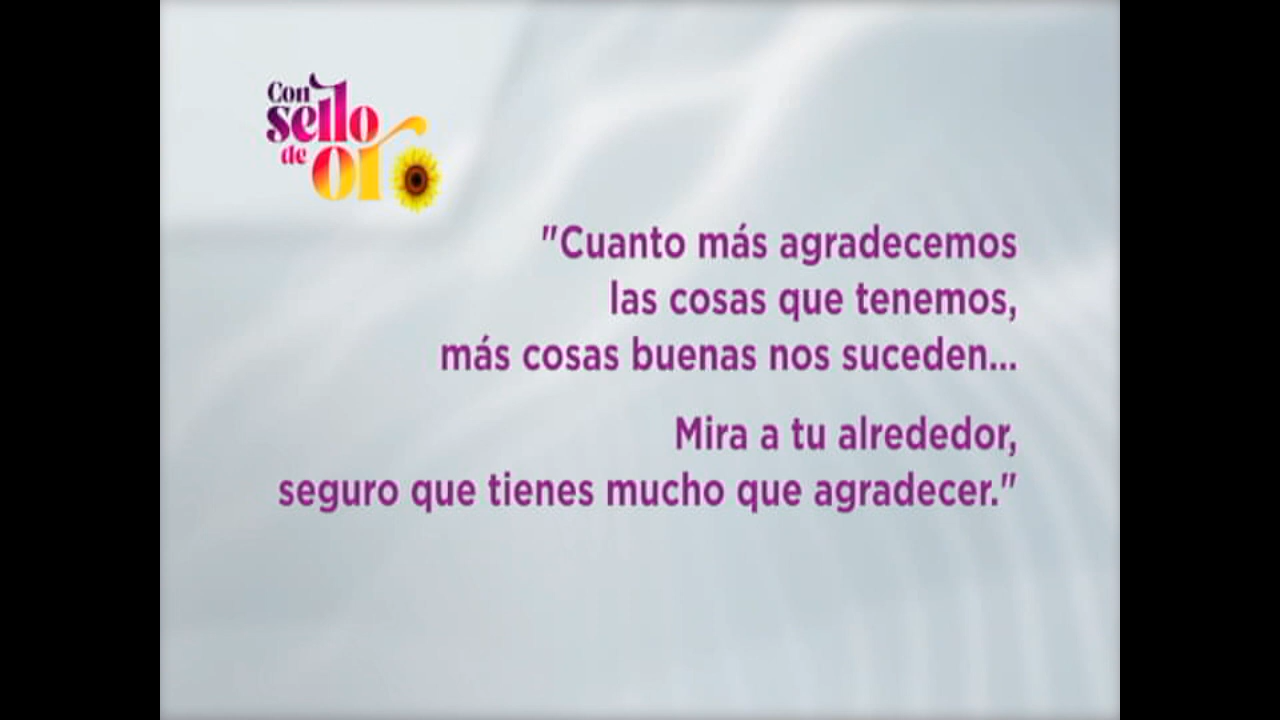 Con
sello
de oro
"Cuanto más agradecemos
las cosas que tenemos,
más cosas buenas nos suceden...
Mira a tu alrededor,
seguro que tienes mucho que agradecer."